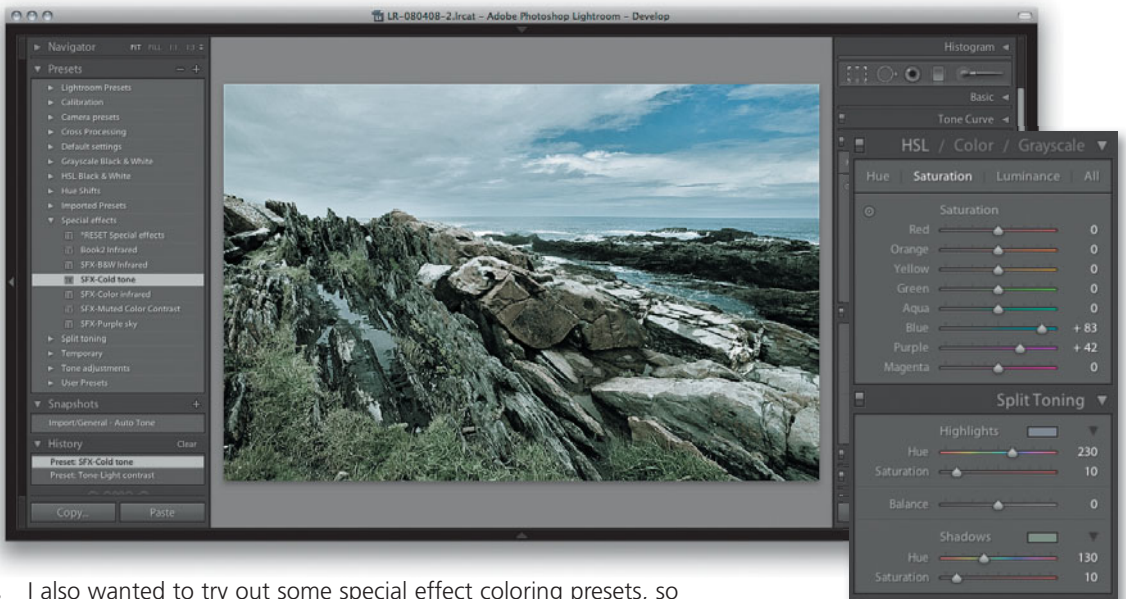 LR-080408-2.lrcat – Adobe Photoshop Lightroom – Develop
Navigator FIT FILL 1:1 1:3
Presets
Lightroom Presets
Calibration
Camera presets
Cross Processing
Default settings
Grayscale Black & White
HSL Black & White
Hue Shifts
Imported Presets
Special effects
*RESET Special effects
Book2 Infrared
SFX-B&W Infrared
SFX-Cold tone
SFX-Color infrared
SFX-Muted Color Contrast
SFX-Purple sky
Split toning
Temporary
Tone adjustments
User Presets
Snapshots
Import/General - Auto Tone
History Clear
Preset: SFX-Cold tone
Preset: Tone-Light contrast
Copy... Paste
Histogram
Basic
Tone Curve
HSL / Color / Grayscale
Hue Saturation Luminance All
Saturation
Red 0
Orange 0
Yellow 0
Green 0
Aqua 0
Blue + 83
Purple + 42
Magenta 0
Split Toning
Highlights
Hue 230
Saturation 10
Balance 0
Shadows
Hue 130
Saturation 10
I also wanted to try out some special effect coloring presets, so